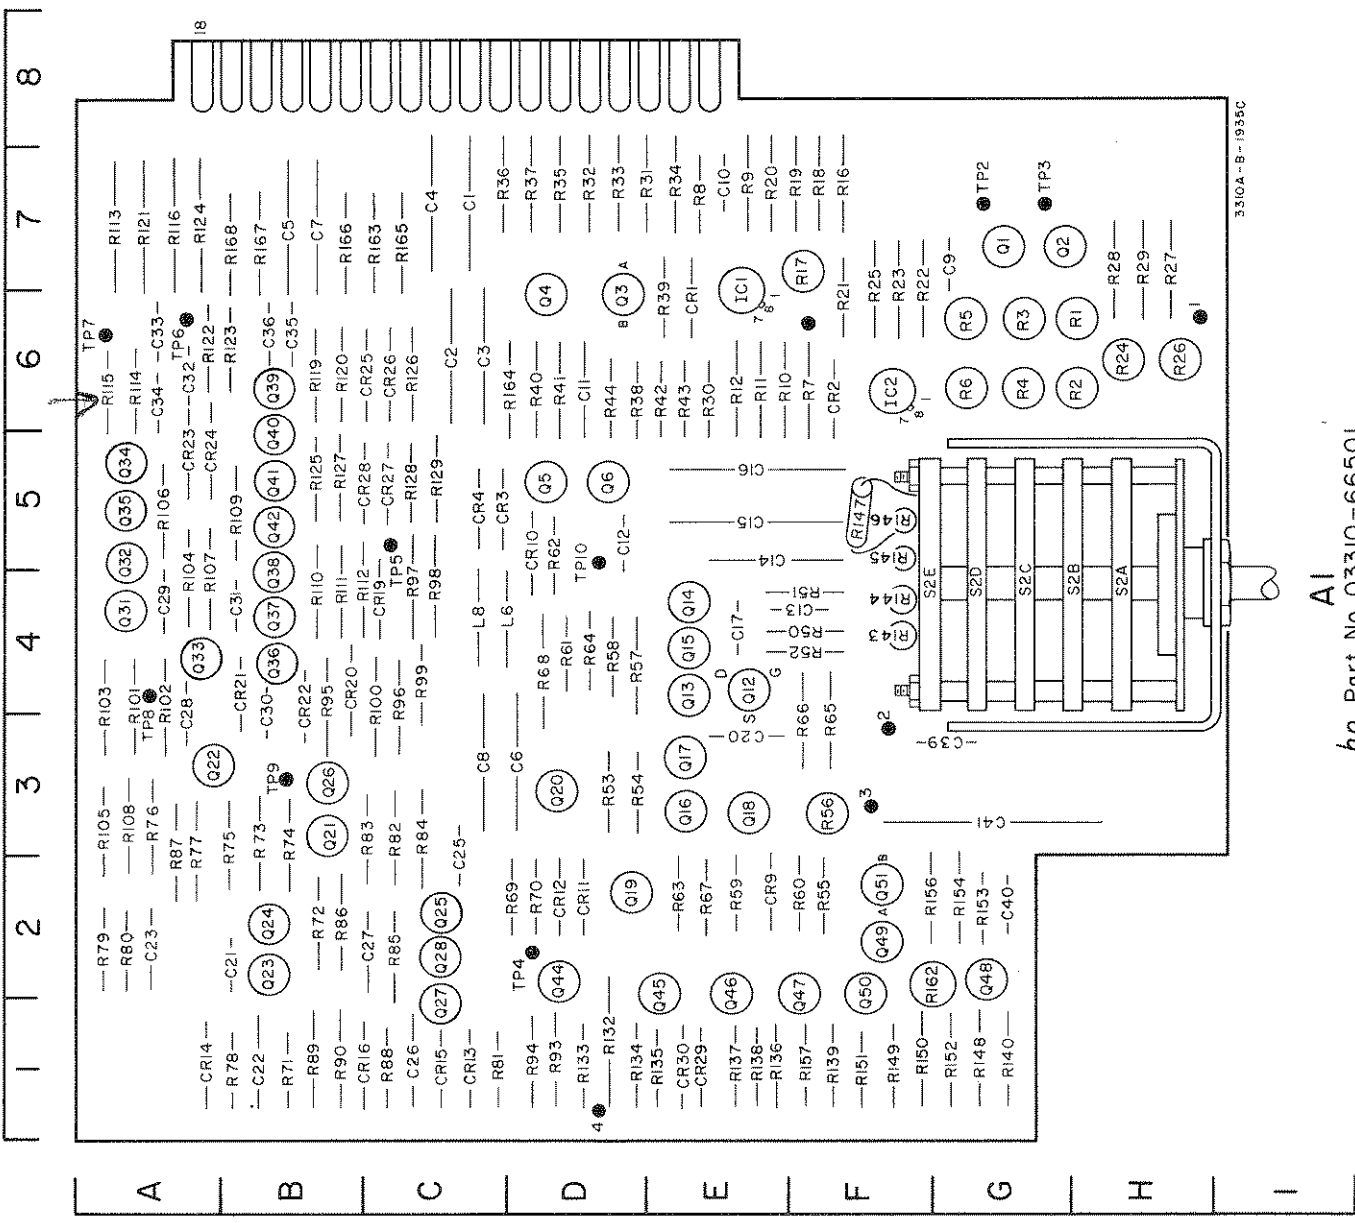 8
7
6
5
4
3
2
1
A
B
C
D
E
F
G
H
I
18
R113
R121
R116
R124
R168
R167
C5
C7
R166
R163
R165
C4
C1
R36
R37
R35
R32
R33
R31
R34
R8
C10
R9
R20
R19
R18
R16
TP2
TP3
3310A-B-1935C
Q4
Q3
A
B
R39
CR1
IC1
7
8
1
R17
R21
R25
R23
R22
C9
Q1
Q2
R28
R29
R27
1
TP7
R115
R114
C34
C33
TP6
C32
R122
R123
C36
C35
Q39
R119
R120
CR25
CR26
R126
C2
C3
R164
R40
R41
C11
R44
R38
R42
R43
R30
R12
R11
R10
R7
CR2
IC2
7
8
1
R5
R3
R1
R6
R4
R2
R24
R26
Q34
Q35
Q32
Q31
R106
CR23
CR24
R109
R104
R107
C29
C31
Q40
Q41
Q42
Q38
Q37
Q36
R125
R127
CR28
CR27
R128
R129
TP5
R110
R111
R112
CR19
R97
R98
CR4
CR3
L8
L6
Q5
Q6
CR10
R62
TP10
C12
C16
C15
C14
R147
R146
R145
R144
R143
S2E
S2D
S2C
S2B
S2A
R51
C13
R50
R52
Q14
Q15
Q13
C17
D
Q12
G
S
R68
R61
R64
R58
R57
Q33
R103
R101
TP8
R102
C28
CR21
C30
CR22
R95
CR20
R100
R96
R99
C8
C6
R66
R65
2
C20
C39
Q22
TP9
Q26
Q21
Q20
R53
R54
Q17
Q16
Q18
R56
3
C41
R105
R108
R76
R87
R77
R75
R73
R74
R83
R82
R84
C25
R79
R80
C23
C21
Q24
Q23
R72
R86
C27
R85
Q25
Q28
Q27
R69
R70
CR12
CR11
Q19
TP4
Q44
R63
R67
R59
CR9
R60
R55
Q51
B
A
Q49
R156
R154
R153
C40
Q45
Q46
Q47
Q50
R162
Q48
CR14
R78
C22
R71
R89
R90
CR16
R88
C26
CR15
CR13
R81
R94
R93
R133
R132
4
R134
R135
CR30
CR29
R137
R138
R136
R157
R139
R151
R149
R150
R152
R148
R140
A1
hp Part No. 03310-66501